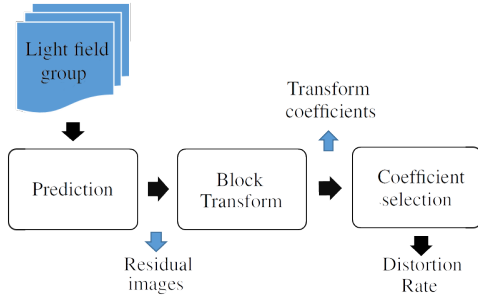 Light field
group
Transform
coefficients
Prediction
Block
Transform
Coefficient
selection
Residual
images
Distortion
Rate